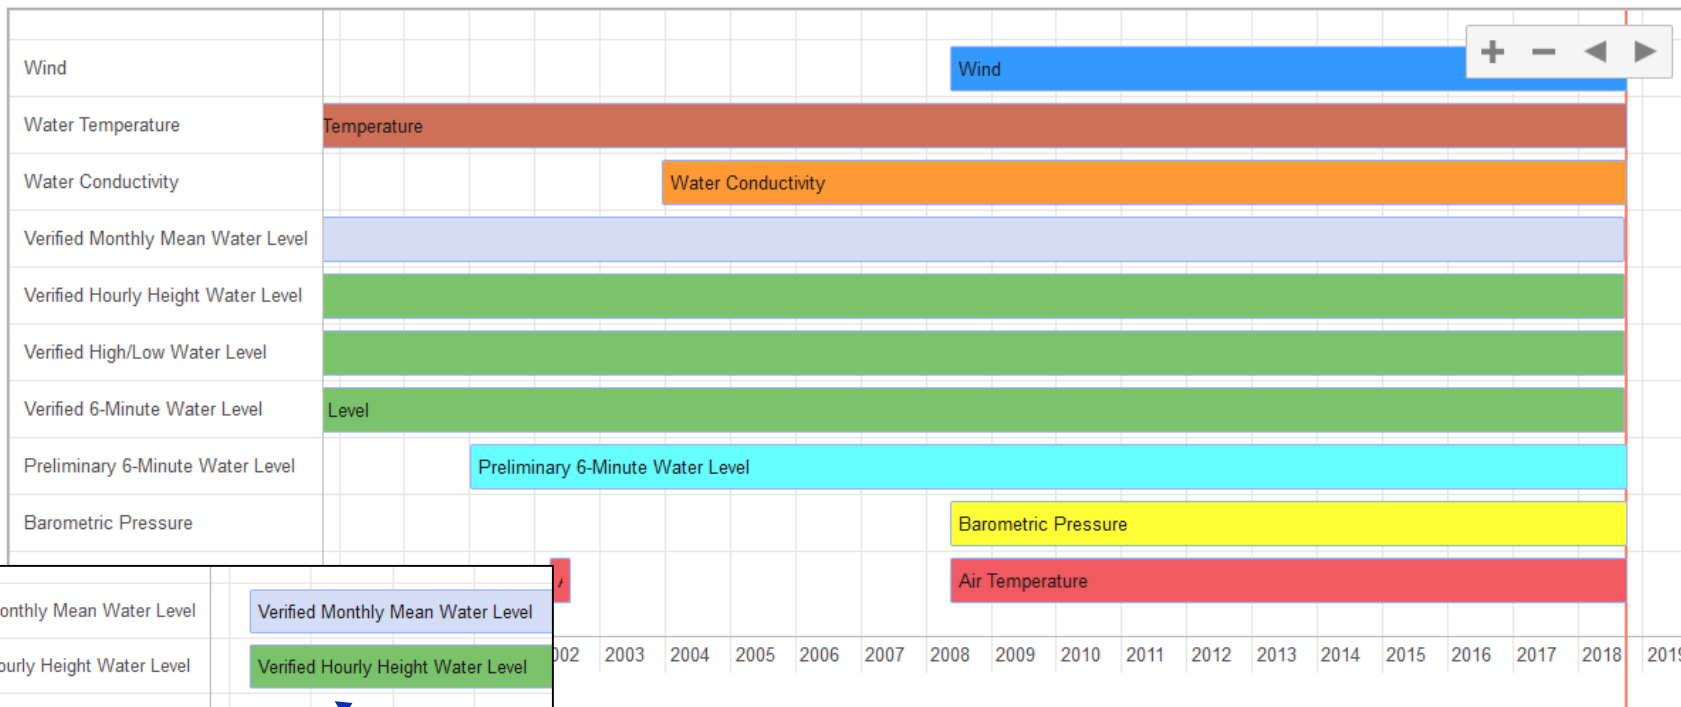 Wind
Wind
Water Temperature
Temperature
Water Conductivity
Water Conductivity
Verified Monthly Mean Water Level
Verified Hourly Height Water Level
Verified High/Low Water Level
Verified 6-Minute Water Level
Level
Preliminary 6-Minute Water Level
Preliminary 6-Minute Water Level
Barometric Pressure
Barometric Pressure
Air Temperature
onthly Mean Water Level
Verified Monthly Mean Water Level
ourly Height Water Level
Verified Hourly Height Water Level
002 2003 2004 2005 2006 2007 2008 2009 2010 2011 2012 2013 2014 2015 2016 2017 2018 2019